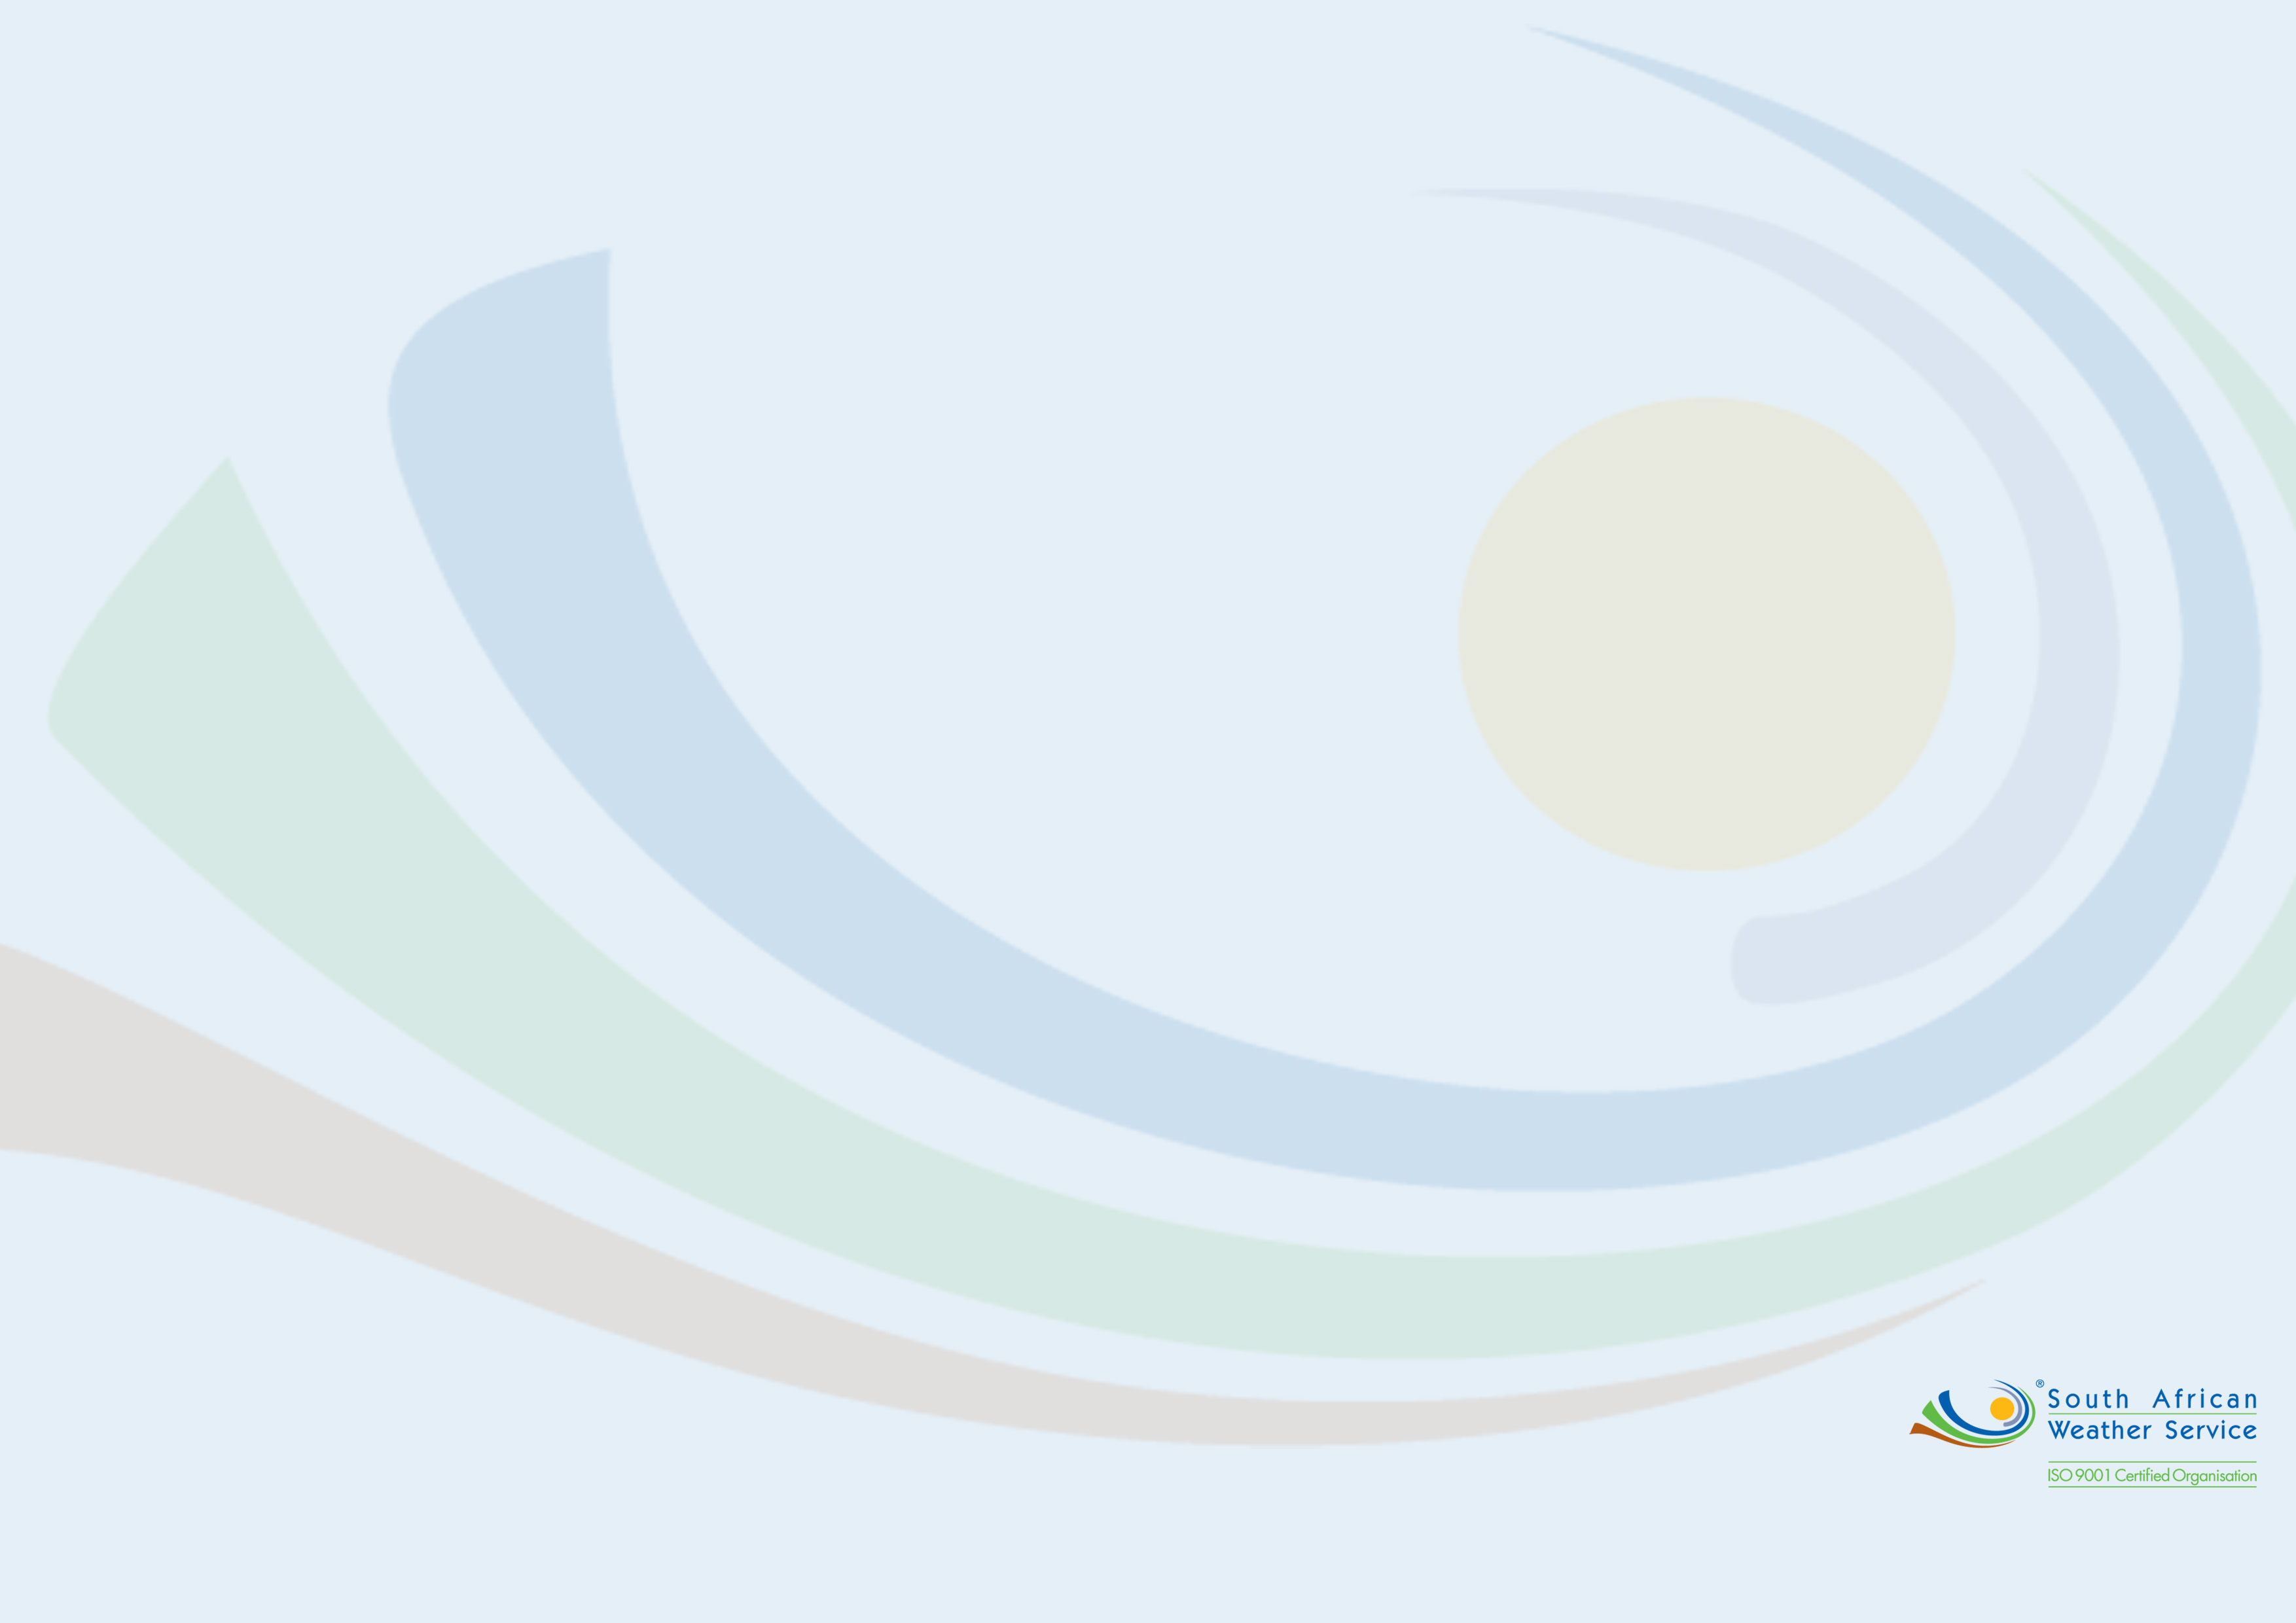 ®
South African
Weather Service
ISO 9001 Certified Organisation